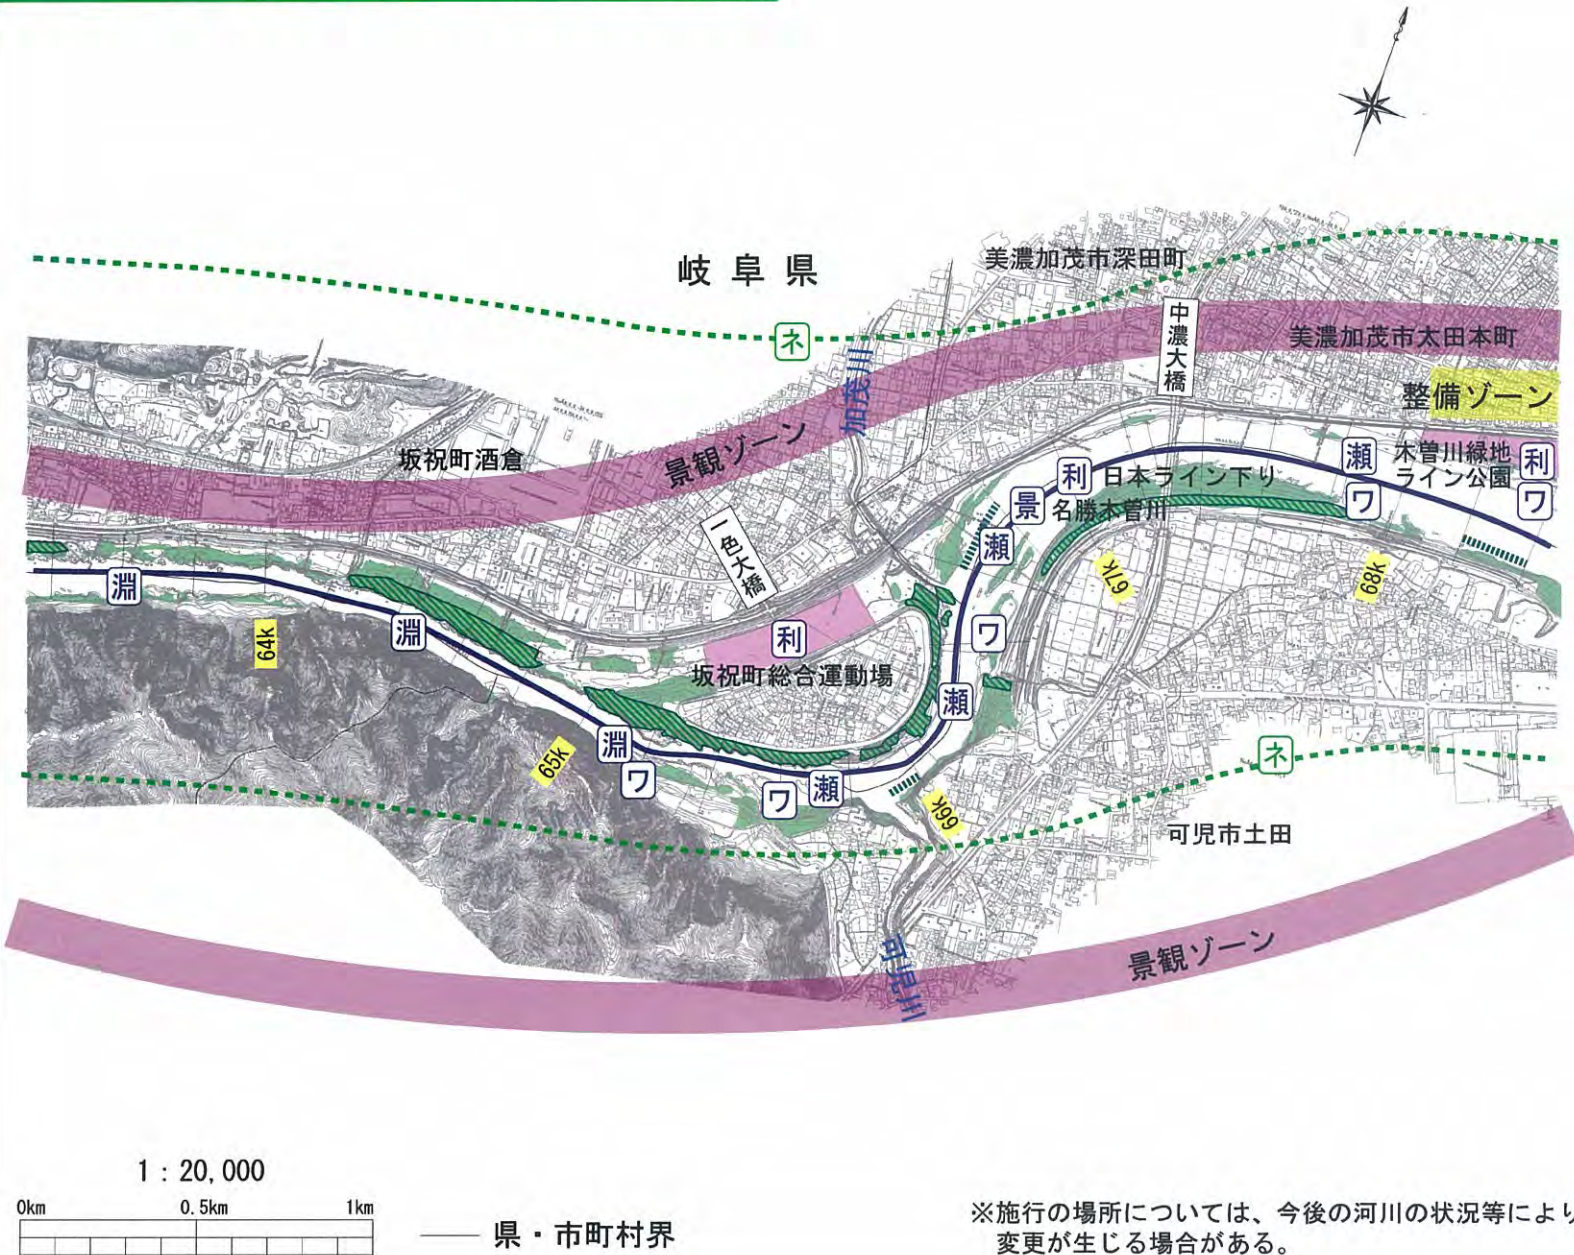 岐阜県
美濃加茂市深田町
ネ
中濃大橋
美濃加茂市太田本町
加茂川
整備ゾーン
坂祝町酒倉
景観ゾーン
木曽川緑地
ライン公園
利
ワ
瀬
ワ
利
日本ライン下り
景
名勝木曽川
瀬
一色大橋
淵
淵
64k
67k
68k
利
坂祝町総合運動場
ワ
瀬
淵
ワ
65k
ワ
瀬
66k
ネ
可児市土田
可児川
景観ゾーン
1 : 20,000
0km 0.5km 1km
県・市町村界
※施行の場所については、今後の河川の状況等により
変更が生じる場合がある。